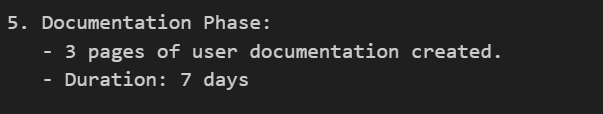 5. Documentation Phase:
- 3 pages of user documentation created.
- Duration: 7 days